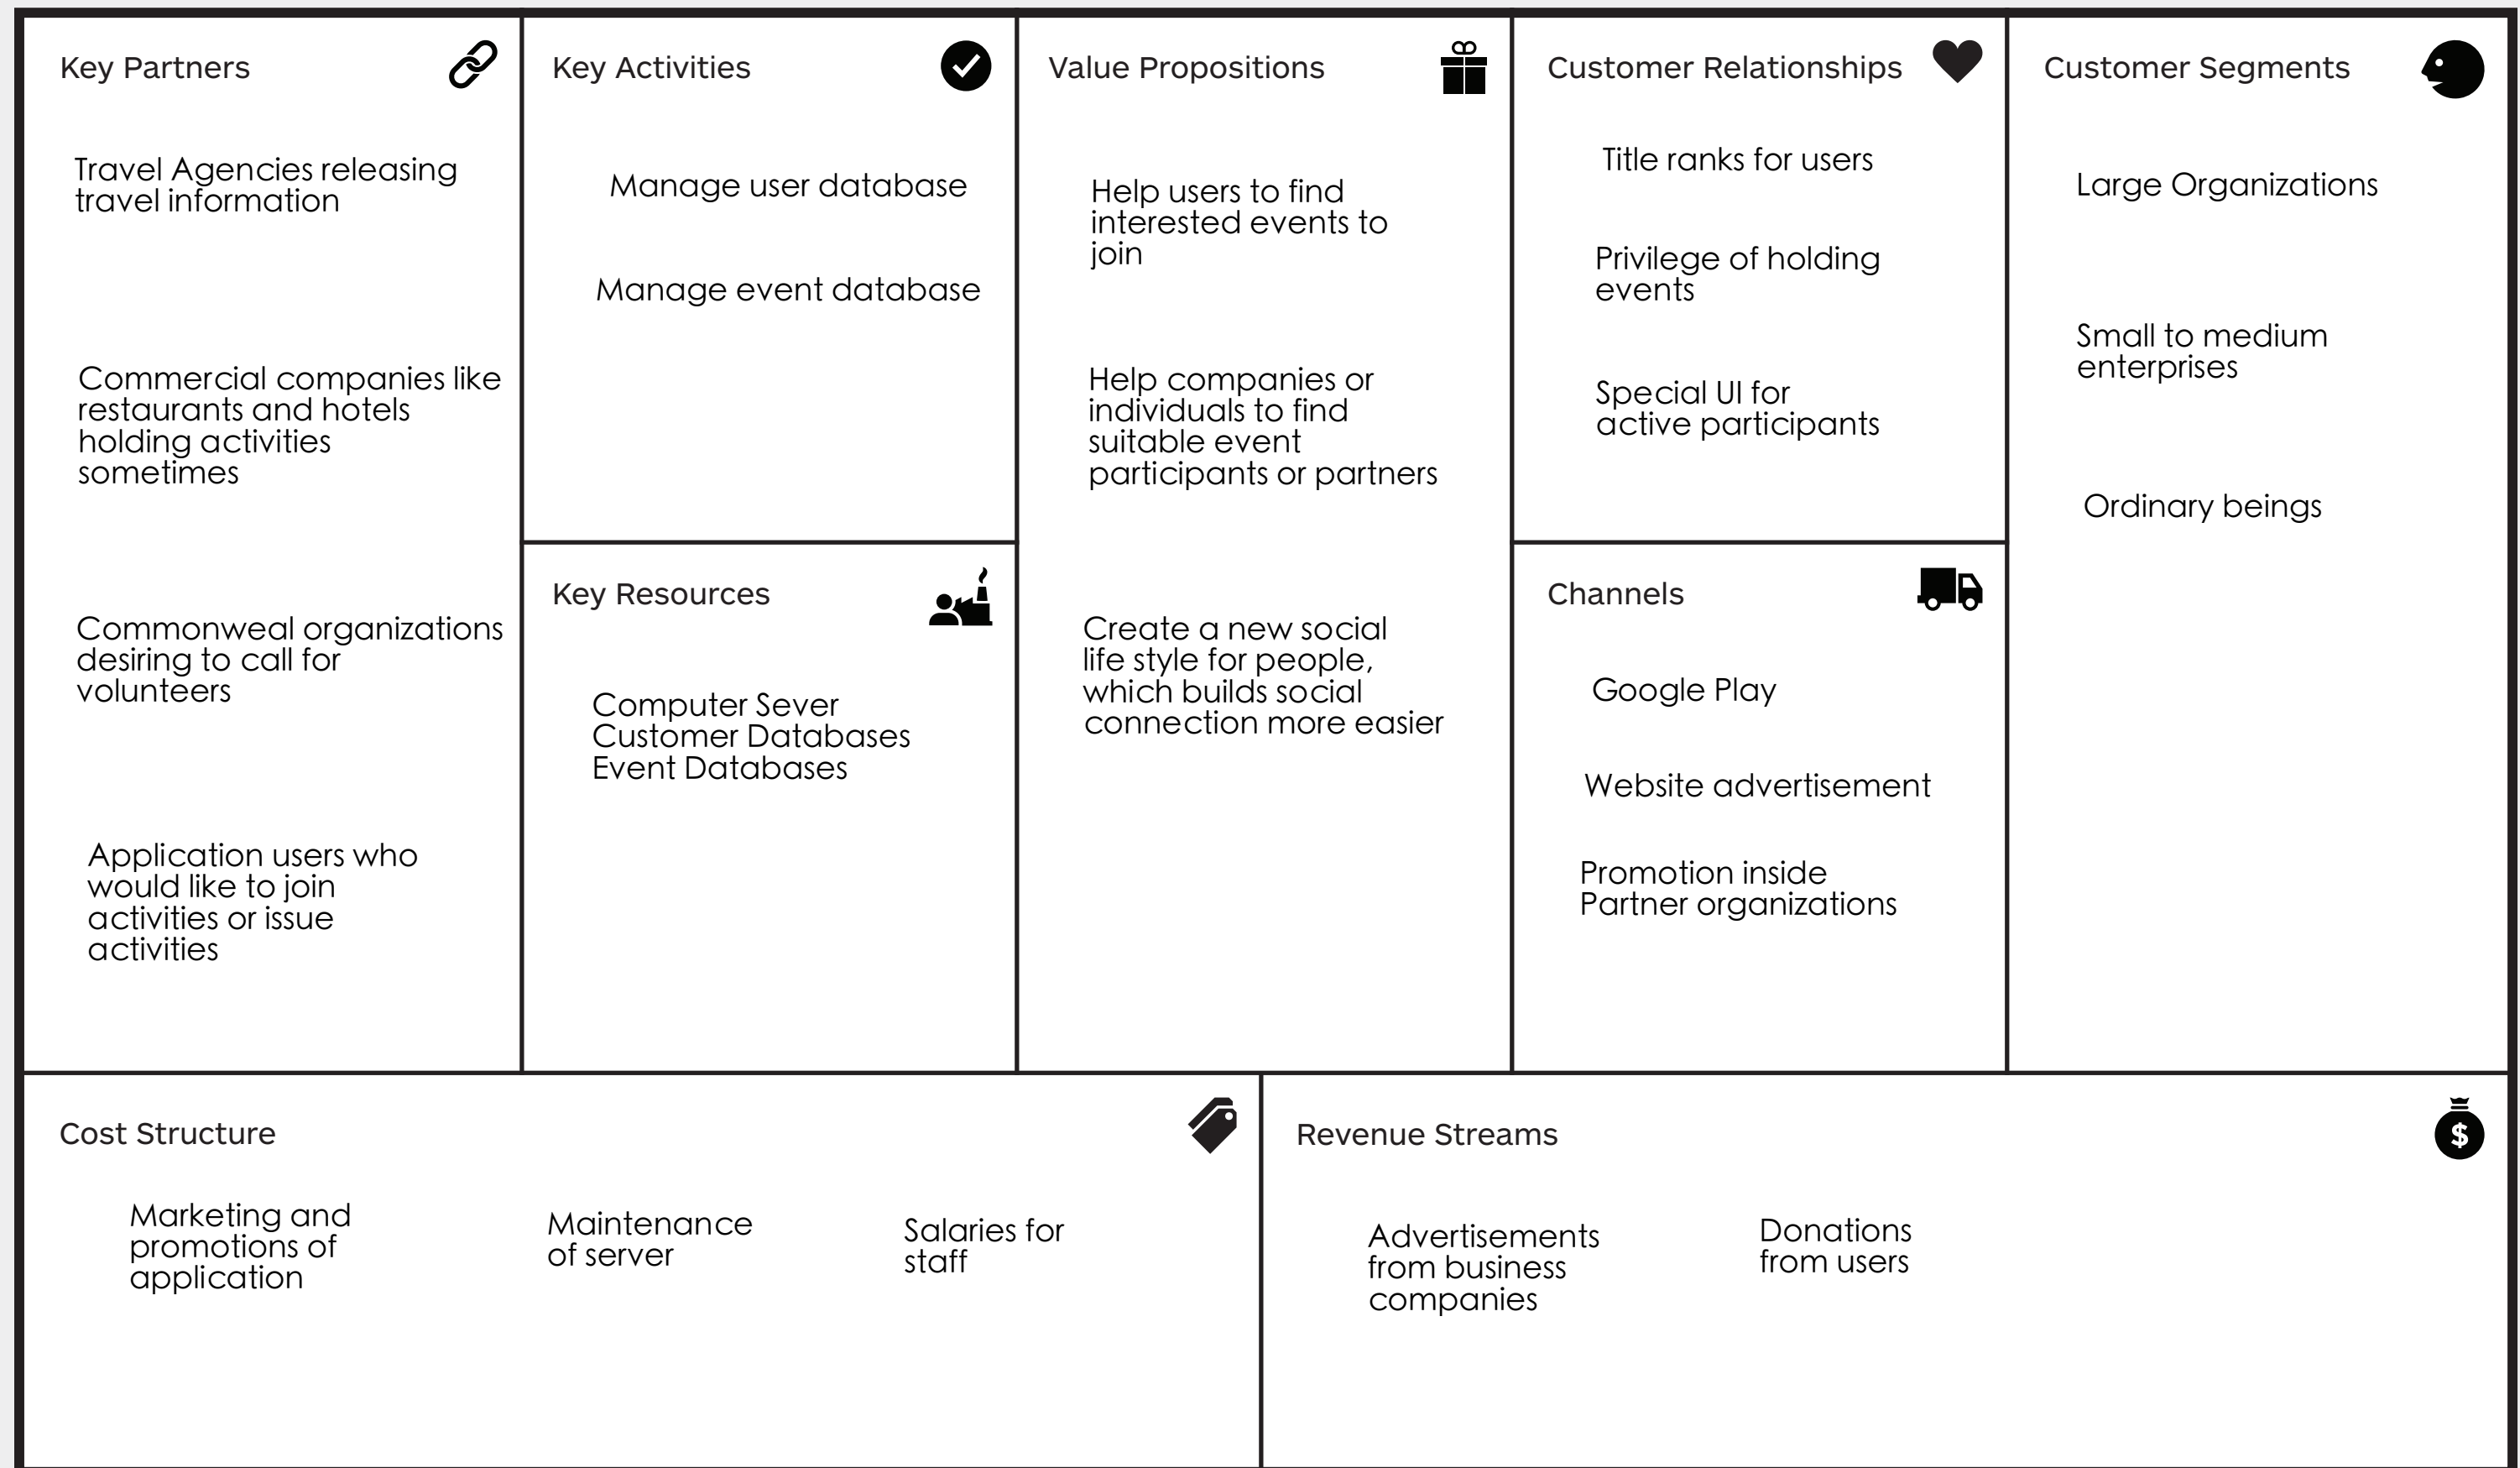 Key Partners
Travel Agencies releasing
travel information
Commercial companies like
restaurants and hotels
holding activities
sometimes
Commonweal organizations
desiring to call for
volunteers
Application users who
would like to join
activities or issue
activities
Key Activities
Manage user database
Manage event database
Key Resources
Computer Sever
Customer Databases
Event Databases
Value Propositions
Help users to find
interested events to
join
Help companies or
individuals to find
suitable event
participants or partners
Create a new social
life style for people,
which builds social
connection more easier
Customer Relationships
Title ranks for users
Privilege of holding
events
Special UI for
active participants
Channels
Google Play
Website advertisement
Promotion inside
Partner organizations
Customer Segments
Large Organizations
Small to medium
enterprises
Ordinary beings
Cost Structure
Marketing and
promotions of
application
Maintenance
of server
Salaries for
staff
Revenue Streams
$
Advertisements
from business
companies
Donations
from users